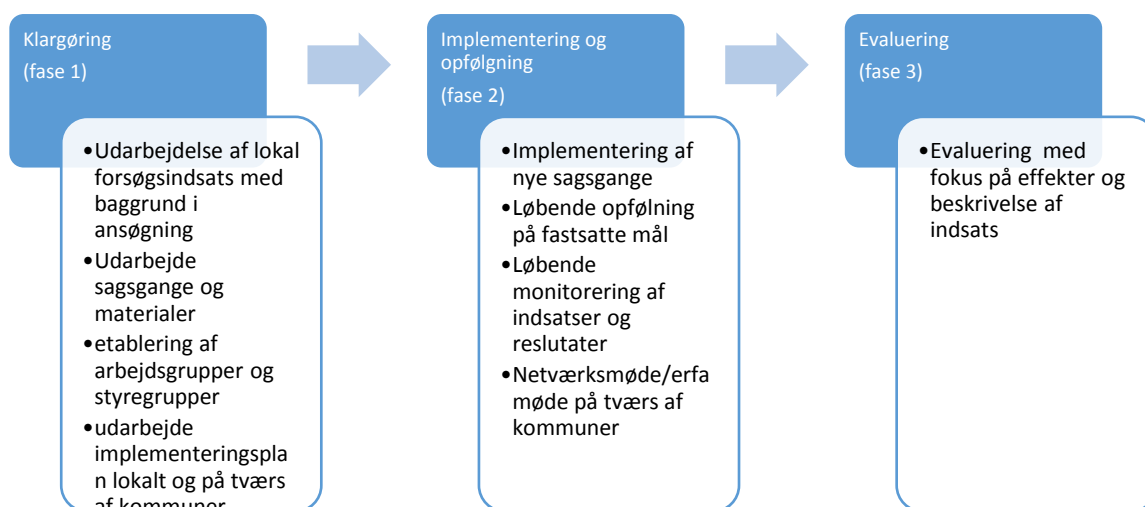 Klargøring
(fase 1)
•Udarbejdelse af lokal
forsøgsindsats med
baggrund i
ansøgning
•Udarbejde
sagsgange og
materialer
•etablering af
arbejdsgrupper og
styregrupper
•udarbejde
implementeringspla
n lokalt og på tværs
af kommuner
Implementering og
opfølgning
(fase 2)
•Implementering af
nye sagsgange
•Løbende opfølning
på fastsatte mål
•Løbende
monitorering af
indsatser og
reslutater
•Netværksmøde/erfa
møde på tværs af
kommuner
Evaluering
(fase 3)
•Evaluering med
fokus på effekter og
beskrivelse af
indsats